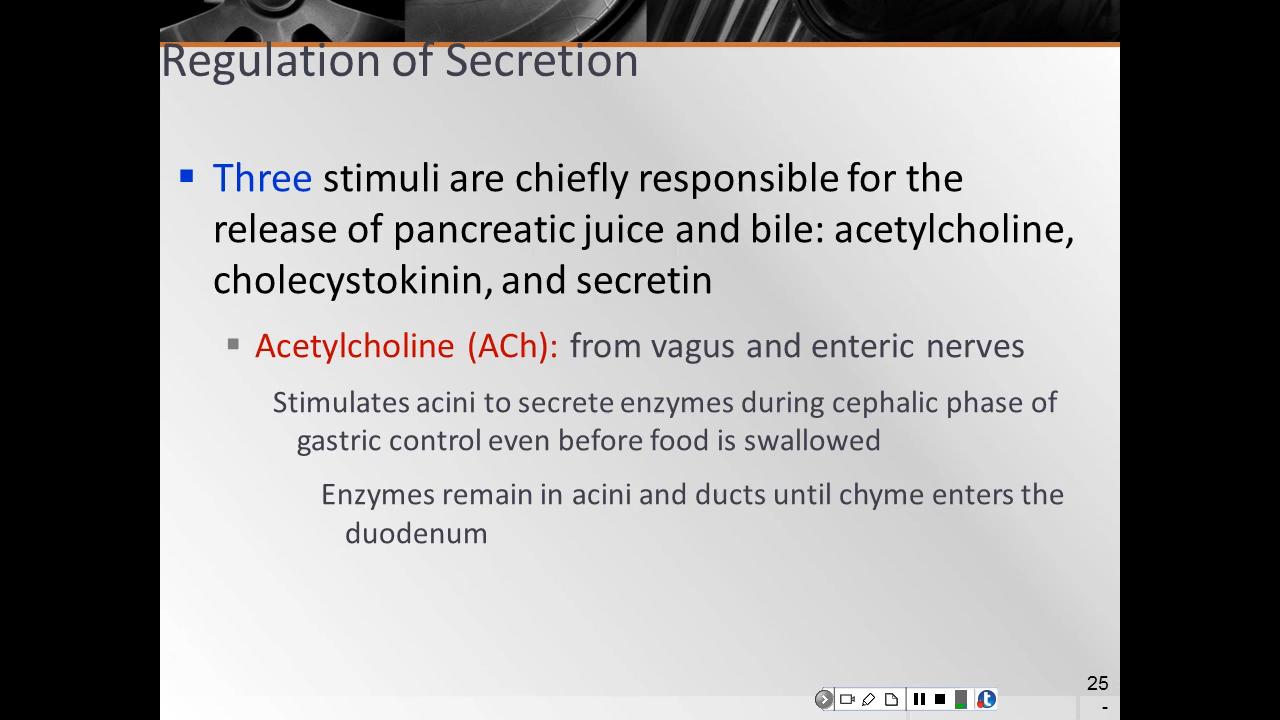 Regulation of Secretion
Three stimuli are chiefly responsible for the
release of pancreatic juice and bile: acetylcholine,
cholecystokinin, and secretin
Acetylcholine (ACh): from vagus and enteric nerves
Stimulates acini to secrete enzymes during cephalic phase of
gastric control even before food is swallowed
Enzymes remain in acini and ducts until chyme enters the
duodenum
25
-